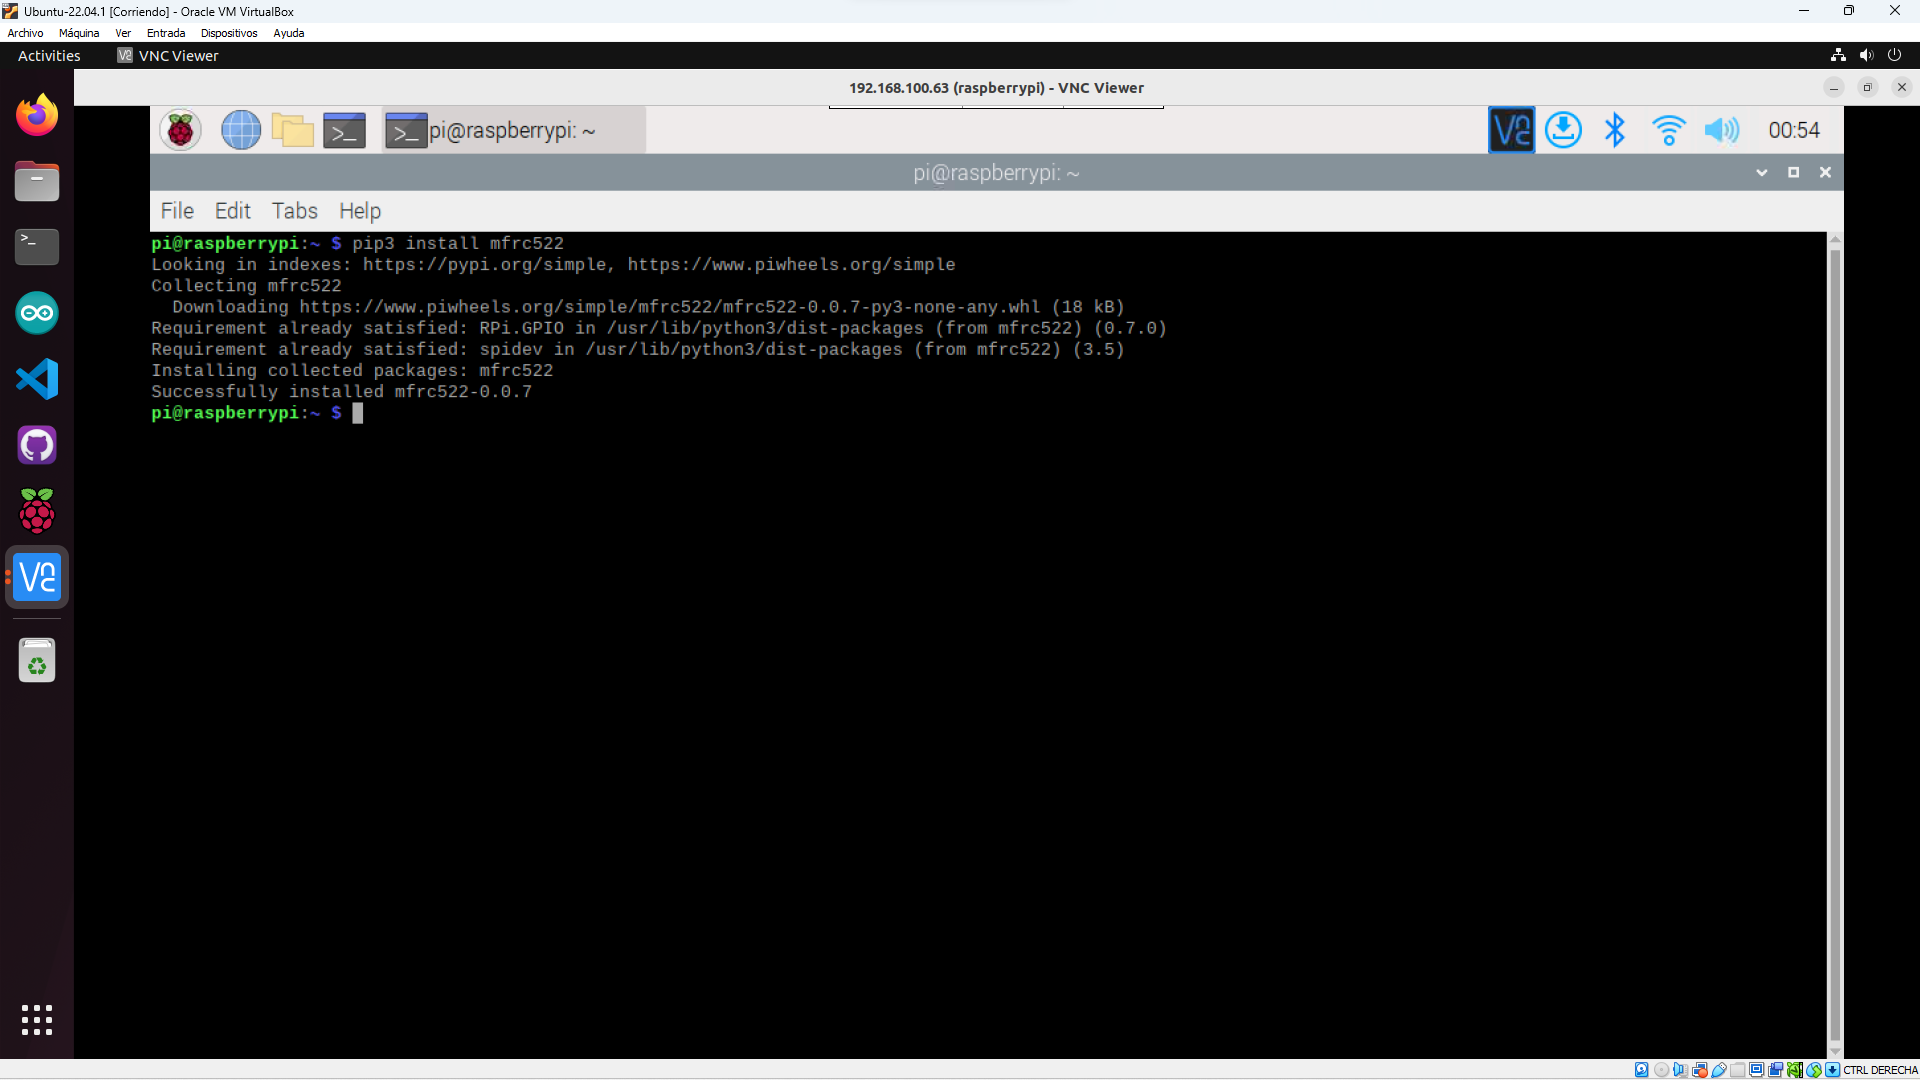 Ubuntu-22.04.1 [Corriendo] - Oracle VM VirtualBox
Archivo Máquina Ver Entrada Dispositivos Ayuda
Activities VNC Viewer
192.168.100.63 (raspberrypi) - VNC Viewer
pi@raspberrypi: ~ 00:54
pi@raspberrypi: ~
File Edit Tabs Help
pi@raspberrypi:~ $ pip3 install mfrc522
Looking in indexes: https://pypi.org/simple, https://www.piwheels.org/simple
Collecting mfrc522
Downloading https://www.piwheels.org/simple/mfrc522/mfrc522-0.0.7-py3-none-any.whl (18 kB)
Requirement already satisfied: RPi.GPIO in /usr/lib/python3/dist-packages (from mfrc522) (0.7.0)
Requirement already satisfied: spidev in /usr/lib/python3/dist-packages (from mfrc522) (3.5)
Installing collected packages: mfrc522
Successfully installed mfrc522-0.0.7
pi@raspberrypi:~ $
CTRL DERECHA